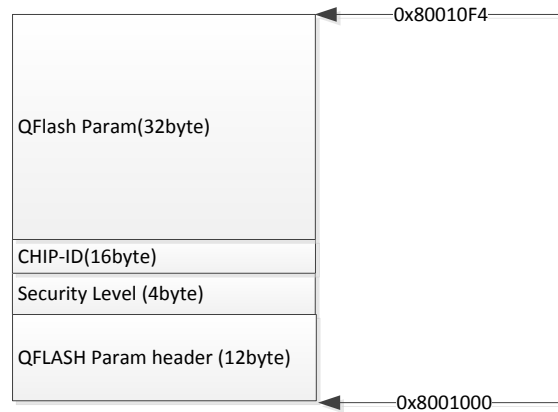 0x80010F4
QFlash Param(32byte)
CHIP-ID(16byte)
Security Level (4byte)
QFLASH Param header (12byte)
0x8001000